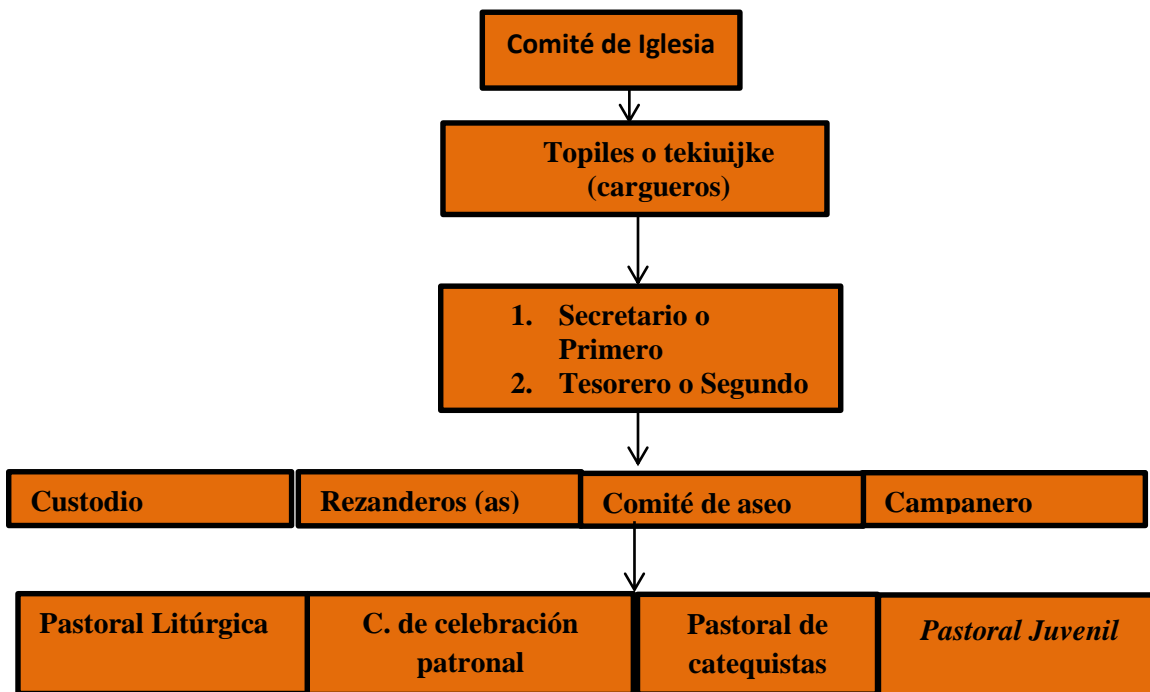 Comité de Iglesia
Topiles o tekiuijke
(cargueros)
1. Secretario o
Primero
2. Tesorero o Segundo
Custodio
Rezanderos (as)
Comité de aseo
Campanero
Pastoral Litúrgica
C. de celebración
patronal
Pastoral de
catequistas
Pastoral Juvenil